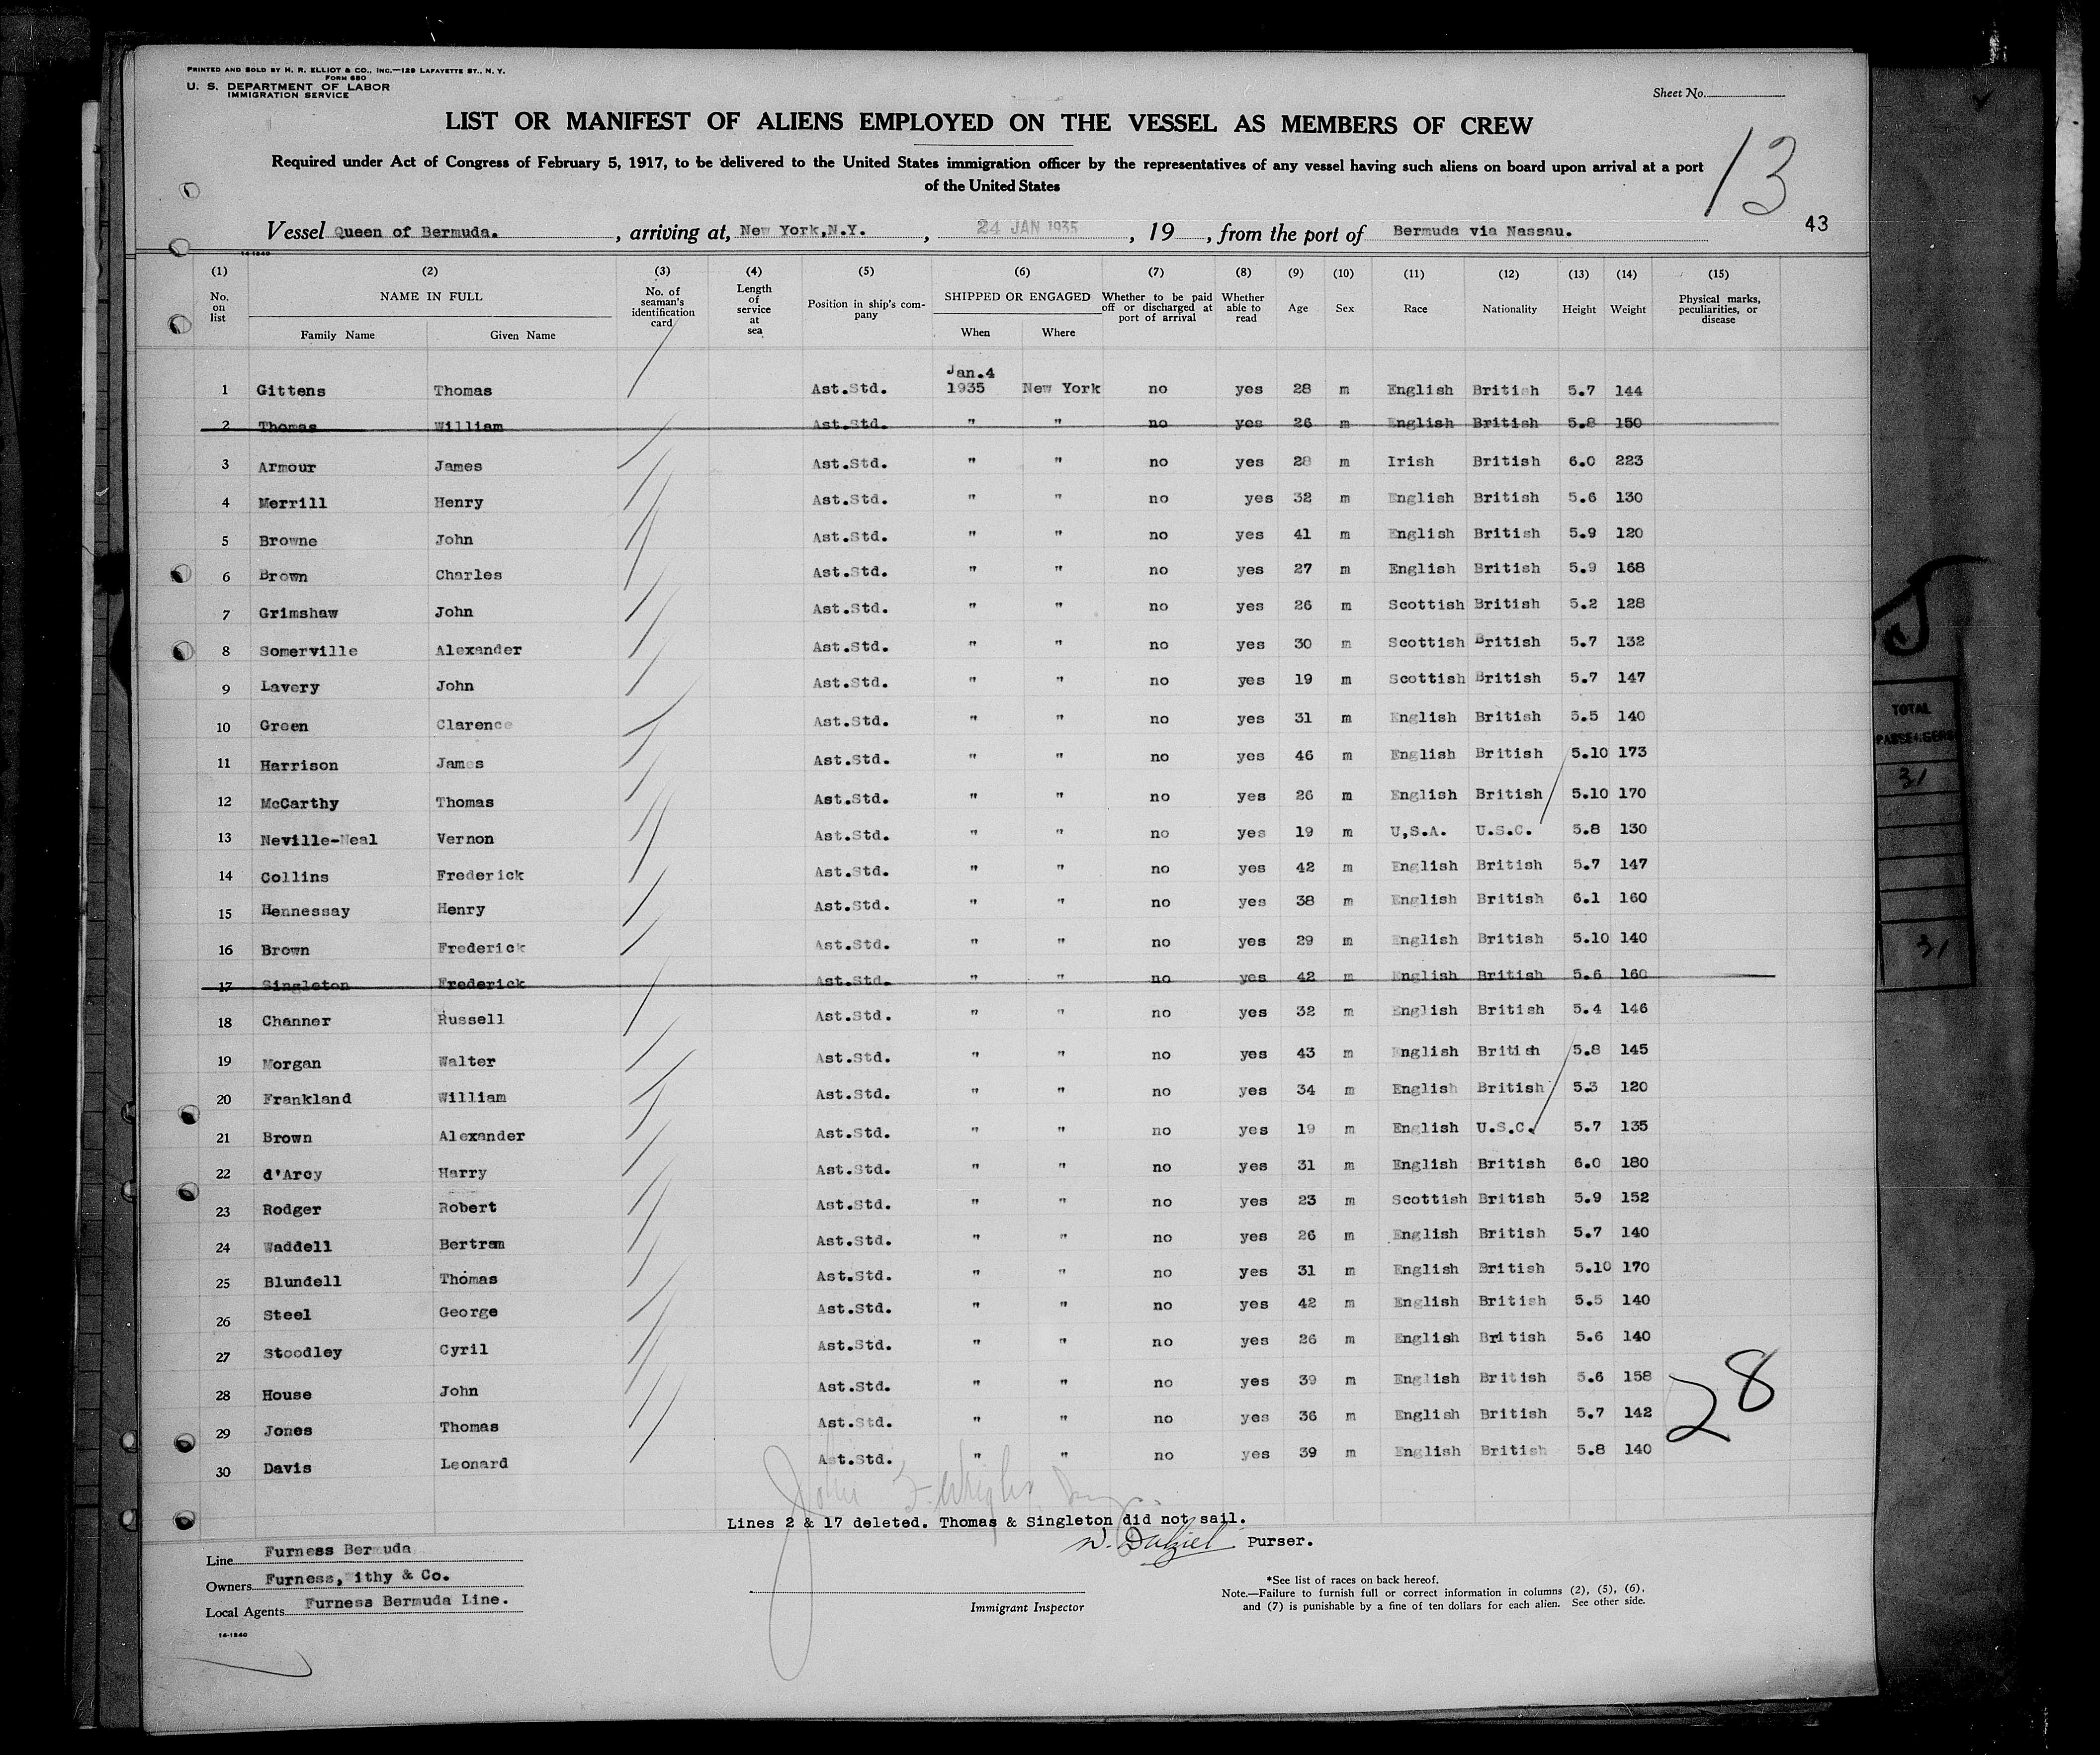 PRINTED AND SOLD BY H. R. ELLIOT & CO., INC.—129 LAFAYETTE ST., N. Y.
FORM 680
U. S. DEPARTMENT OF LABOR
IMMIGRATION SERVICE
Sheet No.
LIST OR MANIFEST OF ALIENS EMPLOYED ON THE VESSEL AS MEMBERS OF CREW
Required under Act of Congress of February 5, 1917, to be delivered to the United States immigration officer by the representatives of any vessel having such aliens on board upon arrival at a port
of the United States
13
43
Vessel Queen of Bermuda. , arriving at, New York,N.Y. , 24 JAN 1935 , 19 , from the port of Bermuda via Nassau.
14-1240
(1) (2) (3) (4) (5) (6) (7) (8) (9) (10) (11) (12) (13) (14) (15)
No. on list NAME IN FULL Family Name Given Name No. of seaman's identification card Length of service at sea Position in ship's company SHIPPED OR ENGAGED When Where Whether to be paid off or discharged at port of arrival Whether able to read Age Sex Race Nationality Height Weight Physical marks, peculiarities, or disease
Jan.4
1 Gittens Thomas Ast.Std. 1935 New York no yes 28 m English British 5.7 144
2 Thomas William Ast.Std. " " no yes 26 m English British 5.8 150
3 Armour James Ast.Std. " " no yes 28 m Irish British 6.0 223
4 Merrill Henry Ast.Std. " " no yes 32 m English British 5.6 130
5 Browne John Ast.Std. " " no yes 41 m English British 5.9 120
6 Brown Charles Ast.Std. " " no yes 27 m English British 5.9 168
7 Grimshaw John Ast.Std. " " no yes 26 m Scottish British 5.2 128
8 Somerville Alexander Ast.Std. " " no yes 30 m Scottish British 5.7 132
9 Lavery John Ast.Std. " " no yes 19 m Scottish British 5.7 147
10 Green Clarence Ast.Std. " " no yes 31 m English British 5.5 140
11 Harrison James Ast.Std. " " no yes 46 m English British 5.10 173
12 McCarthy Thomas Ast.Std. " " no yes 26 m English British 5.10 170
13 Neville-Neal Vernon Ast.Std. " " no yes 19 m U,S.A. U.S.C. 5.8 130
14 Collins Frederick Ast.Std. " " no yes 42 m English British 5.7 147
15 Hennessay Henry Ast.Std. " " no yes 38 m English British 6.1 160
16 Brown Frederick Ast.Std. " " no yes 29 m English British 5.10 140
17 Singleton Frederick Ast.Std. " " no yes 42 m English British 5.6 160
18 Channer Russell Ast.Std. " " no yes 32 m English British 5.4 146
19 Morgan Walter Ast.Std. " " no yes 43 m English British 5.8 145
20 Frankland William Ast.Std. " " no yes 34 m English British 5.3 120
21 Brown Alexander Ast.Std. " " no yes 19 m English U.S.C. 5.7 135
22 d'Arcy Harry Ast.Std. " " no yes 31 m English British 6.0 180
23 Rodger Robert Ast.Std. " " no yes 23 m Scottish British 5.9 152
24 Waddell Bertram Ast.Std. " " no yes 26 m English British 5.7 140
25 Blundell Thomas Ast.Std. " " no yes 31 m English British 5.10 170
26 Steel George Ast.Std. " " no yes 42 m English British 5.5 140
27 Stoodley Cyril Ast.Std. " " no yes 26 m English British 5.6 140
28 House John Ast.Std. " " no yes 39 m English British 5.6 158
29 Jones Thomas Ast.Std. " " no yes 36 m English British 5.7 142
30 Davis Leonard Ast.Std. " " no yes 39 m English British 5.8 140
28
Lines 2 & 17 deleted. Thomas & Singleton did not sail.
Purser.
Line Furness Bermuda
Owners Furness, ithy & Co.
Local Agents Furness Bermuda Line.
14-1240
Immigrant Inspector
*See list of races on back hereof.
Note.—Failure to furnish full or correct information in columns (2), (5), (6),
and (7) is punishable by a fine of ten dollars for each alien. See other side.
TOTAL
PASSENGERS
31
31